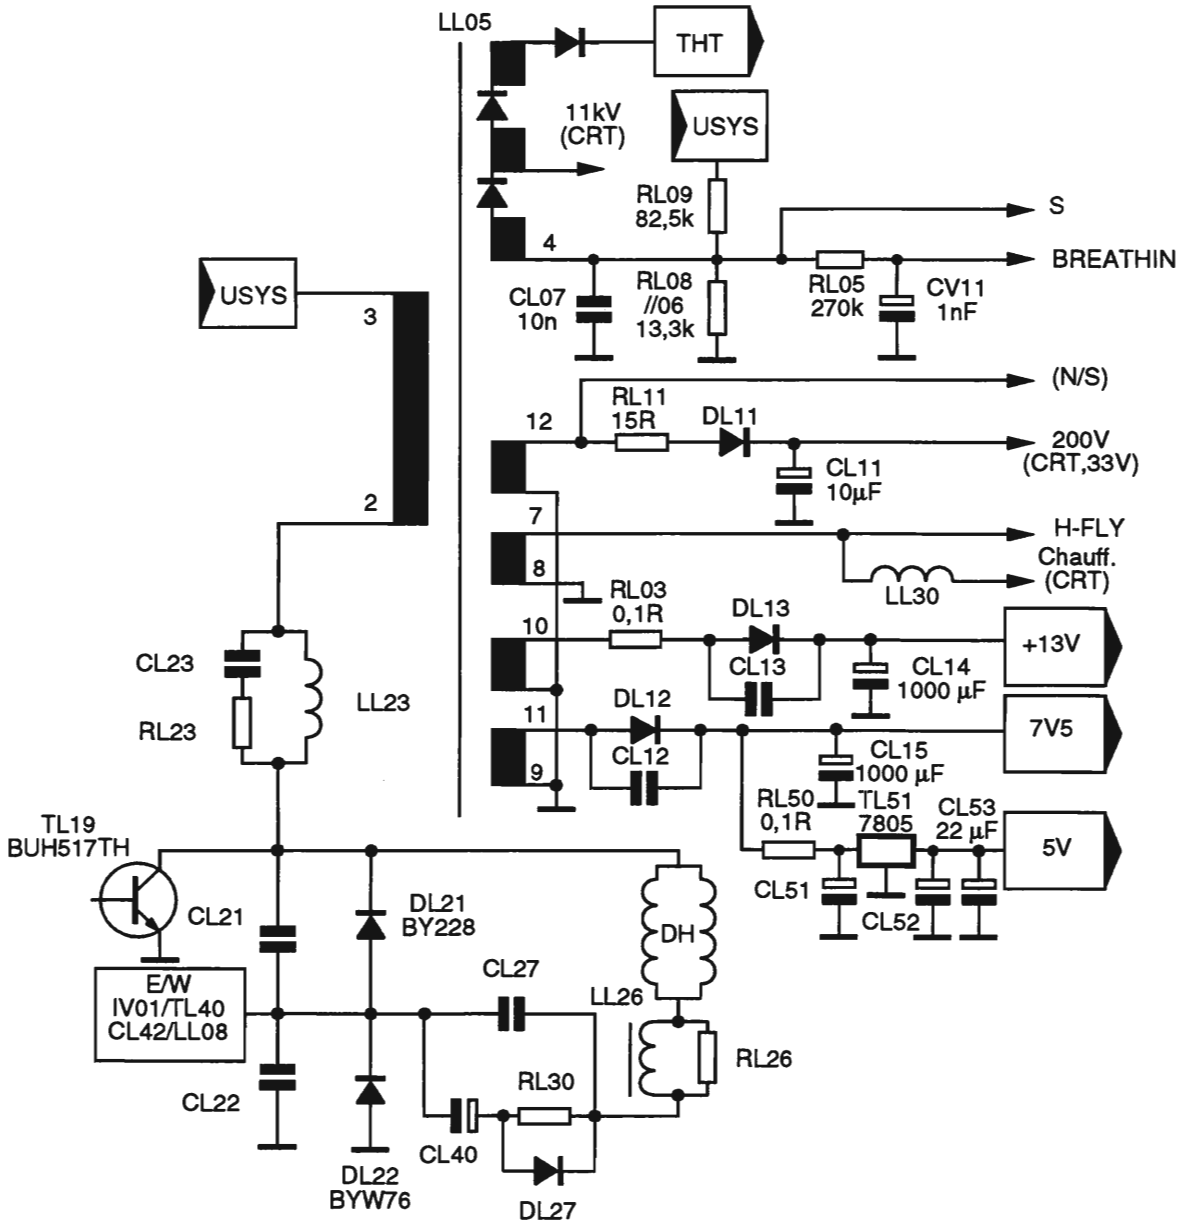 LL05
THT
11kV
(CRT)
USYS
RL09
82,5k
S
4
BREATHIN
USYS
3
CL07
10n
RL08
//06
13,3k
RL05
270k
CV11
1nF
(N/S)
12
RL11
15R
DL11
200V
(CRT,33V)
CL11
10µF
2
7
H-FLY
8
Chauff.
(CRT)
LL30
RL03
0,1R
10
DL13
+13V
CL13
CL14
1000 µF
CL23
RL23
LL23
11
DL12
7V5
9
CL12
CL15
1000 µF
RL50
0,1R
TL51
7805
CL53
22 µF
5V
TL19
BUH517TH
CL51
CL52
CL21
DL21
BY228
DH
E/W
IV01/TL40
CL42/LL08
CL27
LL26
RL26
CL22
RL30
CL40
DL22
BYW76
DL27